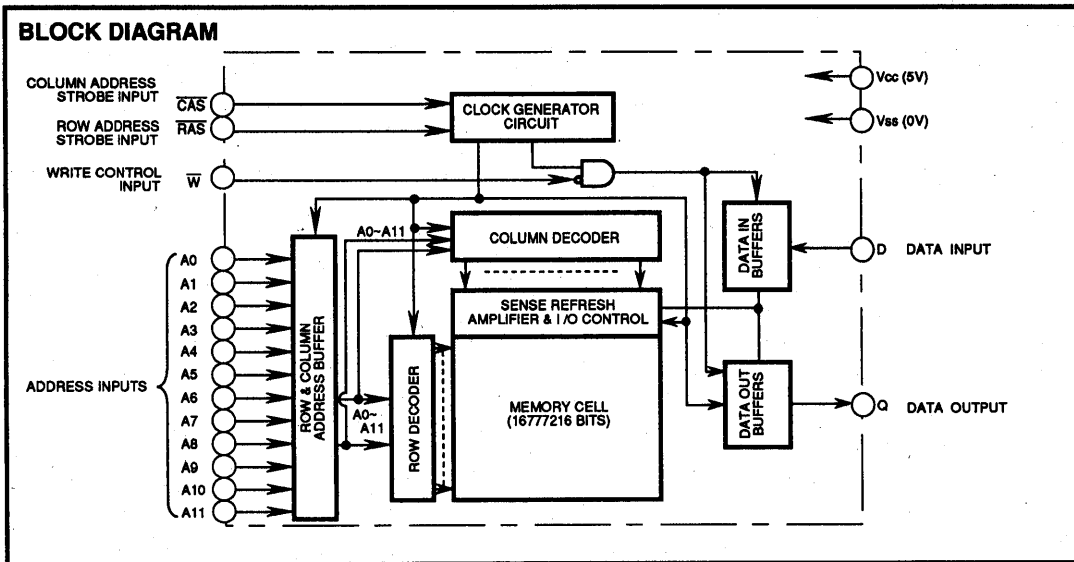 BLOCK DIAGRAM
COLUMN ADDRESS
STROBE INPUT
CAS
ROW ADDRESS
STROBE INPUT
RAS
WRITE CONTROL
INPUT
W
CLOCK GENERATOR
CIRCUIT
Vcc (5V)
Vss (0V)
A0~A11
COLUMN DECODER
DATA IN
BUFFERS
D DATA INPUT
ADDRESS INPUTS
A0
A1
A2
A3
A4
A5
A6
A7
A8
A9
A10
A11
ROW & COLUMN
ADDRESS BUFFER
A0~
A11
ROW DECODER
SENSE REFRESH
AMPLIFIER & I/O CONTROL
MEMORY CELL
(16777216 BITS)
DATA OUT
BUFFERS
Q DATA OUTPUT